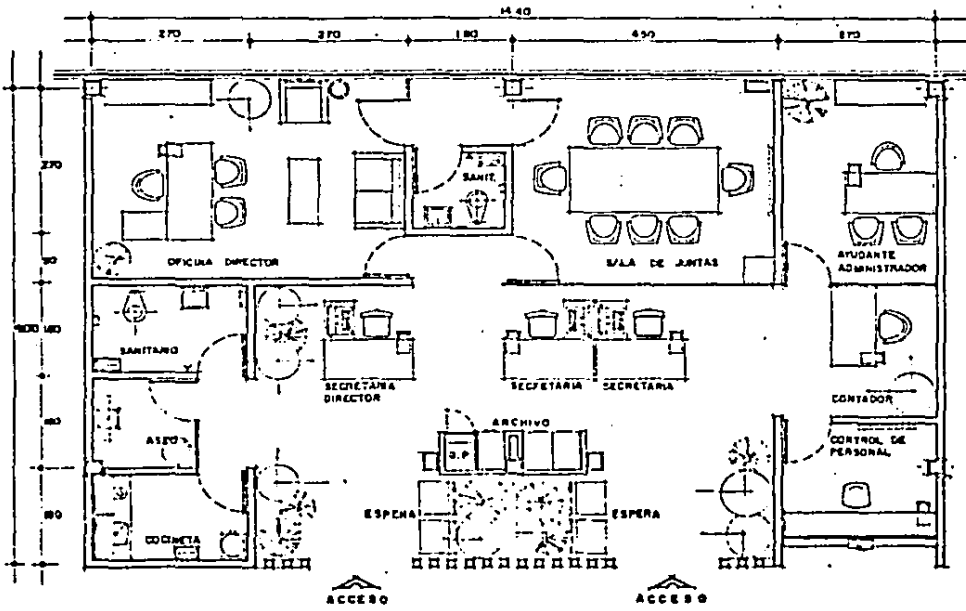 14.40
270
270
180
450
270
270
90
180
180
180
SANIT.
OFICINA DIRECTOR
SALA DE JUNTAS
AYUDANTE
ADMINISTRADOR
SANITARIO
SECRETARIA
DIRECTOR
SECRETARIA
SECRETARIA
CONTADOR
ASEO
ARCHIVO
G.P
CONTROL DE
PERSONAL
ESPERA
ESPERA
COCINETA
ACCESO
ACCESO